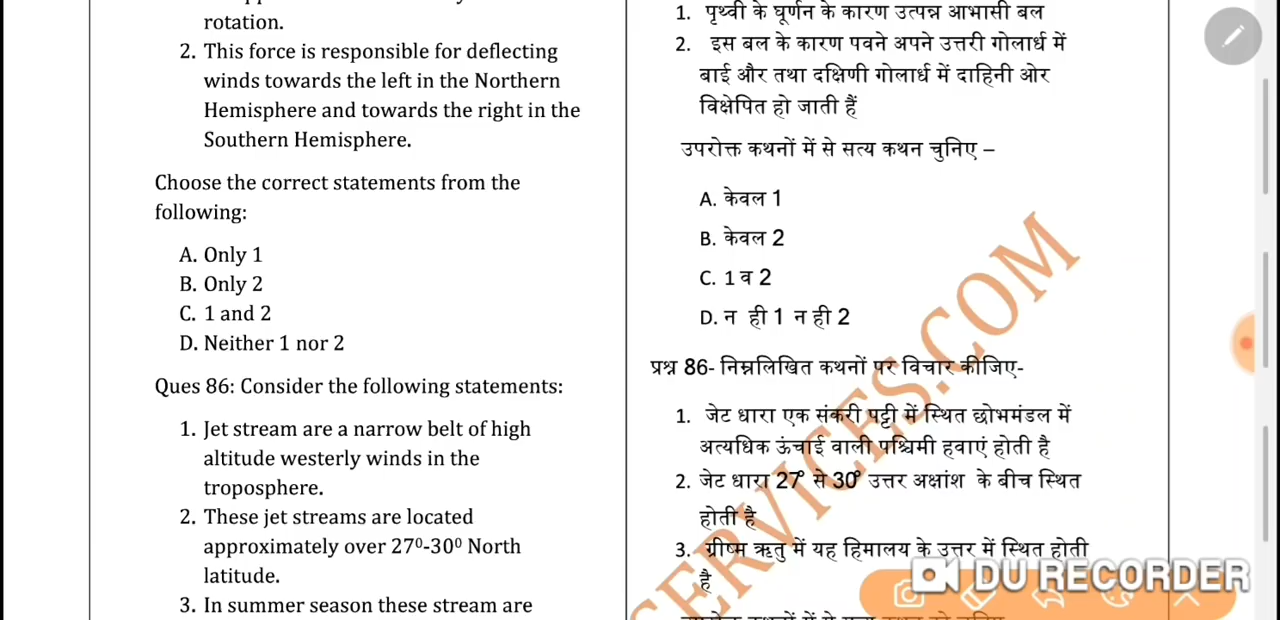 rotation.
2. This force is responsible for deflecting
winds towards the left in the Northern
Hemisphere and towards the right in the
Southern Hemisphere.
Choose the correct statements from the
following:
A. Only 1
B. Only 2
C. 1 and 2
D. Neither 1 nor 2
Ques 86: Consider the following statements:
1. Jet stream are a narrow belt of high
altitude westerly winds in the
troposphere.
2. These jet streams are located
approximately over 27⁰-30⁰ North
latitude.
3. In summer season these stream are
1. पृथ्वी के घूर्णन के कारण उत्पन्न आभासी बल
2. इस बल के कारण पवने अपने उत्तरी गोलार्ध में
बाई और तथा दक्षिणी गोलार्ध में दाहिनी ओर
विक्षेपित हो जाती हैं
उपरोक्त कथनों में से सत्य कथन चुनिए –
A. केवल 1
B. केवल 2
C. 1 व 2
D. न ही 1 न ही 2
प्रश्न 86- निम्नलिखित कथनों पर विचार कीजिए-
1. जेट धारा एक संकरी पट्टी में स्थित छोभमंडल में
अत्यधिक ऊंचाई वाली पश्चिमी हवाएं होती है
2. जेट धारा 27° से 30° उत्तर अक्षांश के बीच स्थित
होती है
3. ग्रीष्म ऋतु में यह हिमालय के उत्तर में स्थित होती
है
SERVICES.COM
DU RECORDER